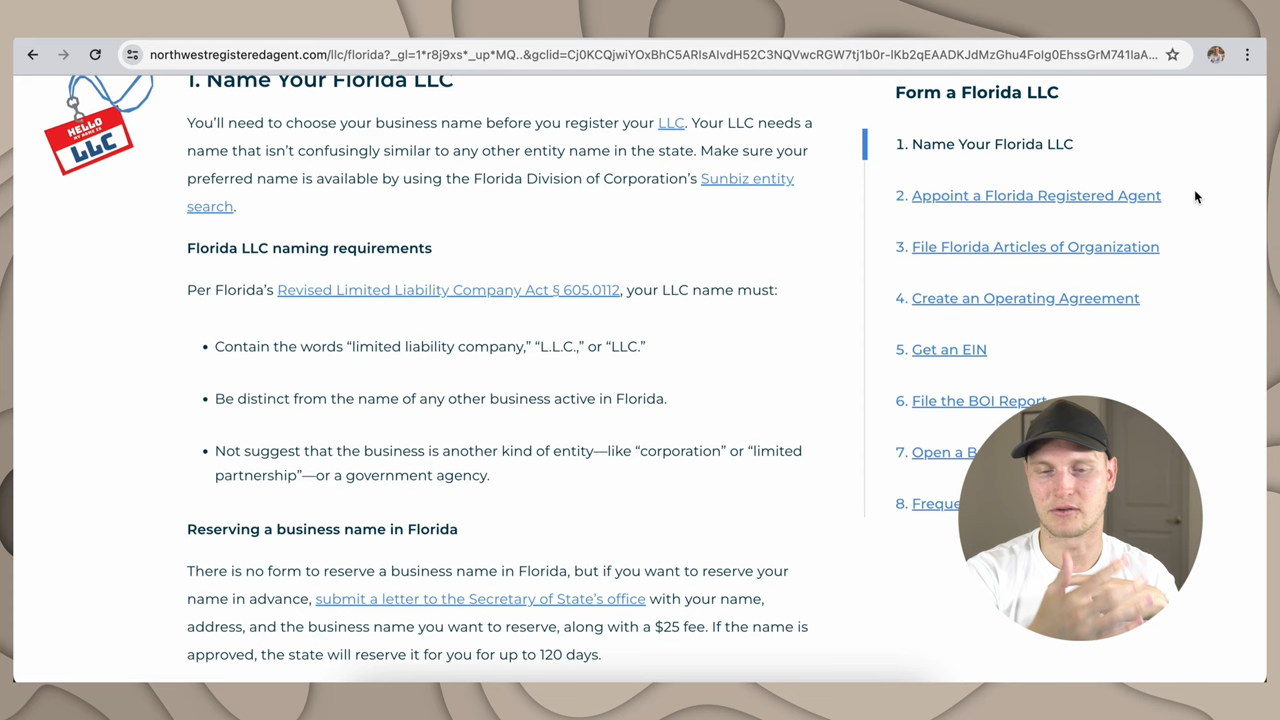 northwestregisteredagent.com/llc/florida?_gl=1*r8j9xs*_up*MQ..&gclid=Cj0KCQjwiYOxBhC5ARIsAIvdH52C3NQVwcRGW7tj1b0r-IKb2qEAADKJdMzGhu4FoIg0EhssGrM741IaA...
HELLO
MY NAME IS
LLC
1. Name Your Florida LLC
You’ll need to choose your business name before you register your LLC. Your LLC needs a
name that isn’t confusingly similar to any other entity name in the state. Make sure your
preferred name is available by using the Florida Division of Corporation’s Sunbiz entity
search.
Florida LLC naming requirements
Per Florida’s Revised Limited Liability Company Act § 605.0112, your LLC name must:
• Contain the words “limited liability company,” “L.L.C.,” or “LLC.”
• Be distinct from the name of any other business active in Florida.
• Not suggest that the business is another kind of entity—like “corporation” or “limited
partnership”—or a government agency.
Reserving a business name in Florida
There is no form to reserve a business name in Florida, but if you want to reserve your
name in advance, submit a letter to the Secretary of State’s office with your name,
address, and the business name you want to reserve, along with a $25 fee. If the name is
approved, the state will reserve it for you for up to 120 days.
Form a Florida LLC
1. Name Your Florida LLC
2. Appoint a Florida Registered Agent
3. File Florida Articles of Organization
4. Create an Operating Agreement
5. Get an EIN
6. File the BOI Report
7. Open a B
8. Freque